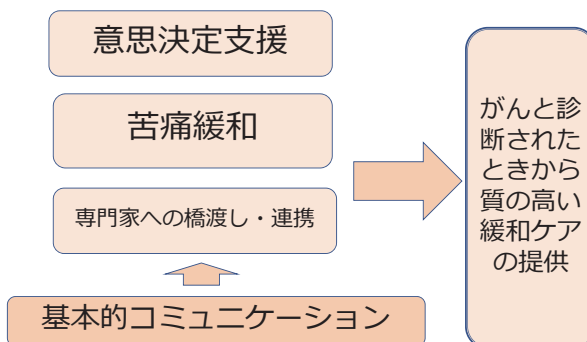 意思決定支援
苦痛緩和
専門家への橋渡し・連携
基本的コミュニケーション
がんと診
断された
ときから
質の高い
緩和ケア
の提供